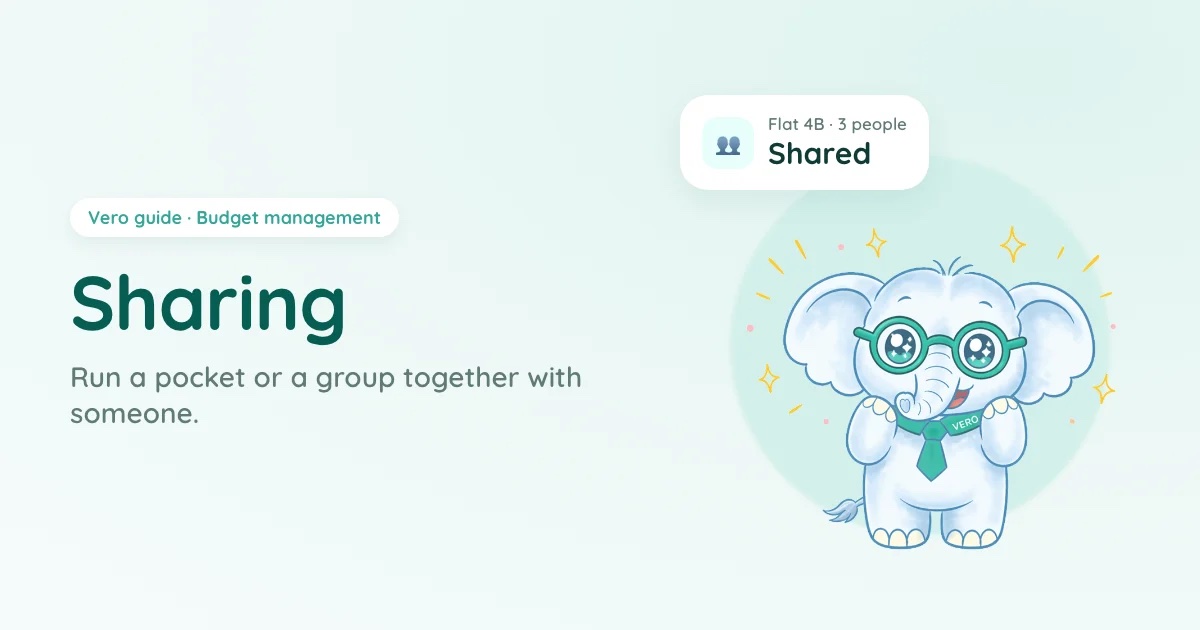 Vero guide · Budget management
Sharing
Run a pocket or a group together with
someone.
Flat 4B · 3 people
Shared
VERO